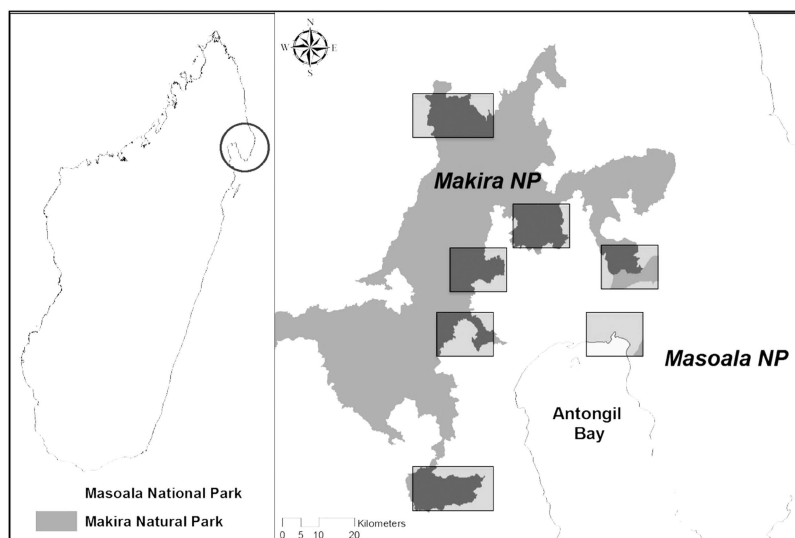 N
W E
S
Makira NP
Masoala NP
Antongil
Bay
Masoala National Park
Makira Natural Park
Kilometers
0 5 10 20